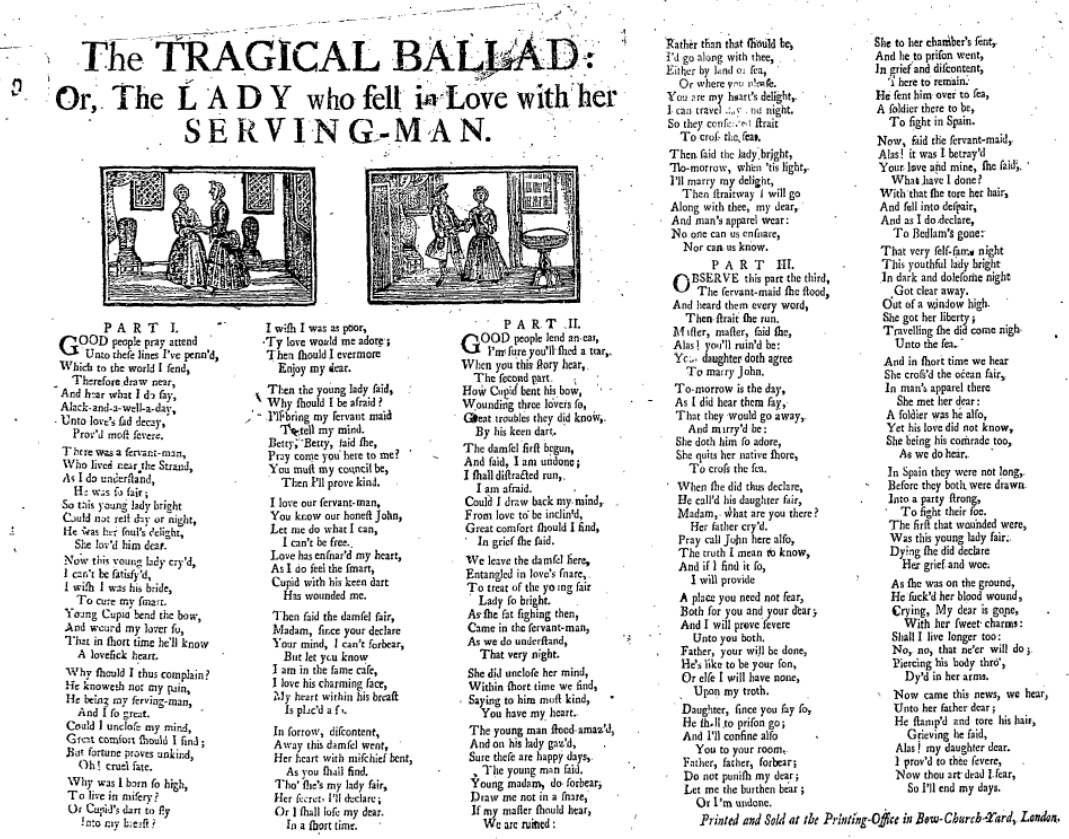 The TRAGICAL BALLAD:
Or, The LADY who fell in Love with her
SERVING-MAN.
PART I.
GOOD people pray attend
Unto theſe lines I've penn'd,
Which to the world I ſend,
Therefore draw near,
And hear what I do ſay,
Alack-and-a-well-a-day,
Unto love's ſad decay,
Prov'd moſt ſevere.
There was a ſervant-man,
Who lived near the Strand,
As I do underſtand,
He was ſo fair;
So this young lady bright
Could not reſt day or night,
He was her ſoul's delight,
She lov'd him dear.
Now this young lady cry'd,
I can't be ſatisfy'd,
I wiſh I was his bride,
To cure my ſmart.
Young Cupid bend the bow,
And wound my lover ſo,
That in ſhort time he'll know
A loveſick heart.
Why ſhould I thus complain?
He knoweth not my pain,
He being my ſerving-man,
And I ſo great.
Could I uncloſe my mind,
Great comfort ſhould I find;
But fortune proves unkind,
Oh! cruel fate.
Why was I born ſo high,
To live in miſery?
Or Cupid's dart to fly
Into my breaſt?
I wiſh I was as poor,
Ty love would me adore;
Then ſhould I evermore
Enjoy my dear.
Then the young lady ſaid,
Why ſhould I be afraid?
I'll bring my ſervant maid
To tell my mind.
Betty, Betty, ſaid ſhe,
Pray come you here to me?
You muſt my council be,
Then I'll prove kind.
I love our ſervant-man,
You know our honeſt John,
Let me do what I can,
I can't be free.
Love has enſnar'd my heart,
As I do feel the ſmart,
Cupid with his keen dart
Has wounded me.
Then ſaid the damſel fair,
Madam, ſince your declare
Your mind, I can't forbear,
But let you know
I am in the ſame caſe,
I love his charming face,
My heart within his breaſt
Is plac'd a
In ſorrow, diſcontent,
Away this damſel went,
Her heart with miſchief bent,
As you ſhall find.
Tho' ſhe's my lady fair,
Her ſecrets I'll declare;
Or I ſhall loſe my dear.
In a ſhort time.
PART II.
GOOD people lend an ear,
I'm ſure you'll ſhed a tear,
When you this ſtory hear,
The ſecond part.
How Cupid bent his bow,
Wounding three lovers ſo,
Great troubles they did know,
By his keen dart.
The damſel firſt begun,
And ſaid, I am undone;
I ſhall diſtracted run,
I am afraid.
Could I draw back my mind,
From love to be inclin'd,
Great comfort ſhould I find,
In grief ſhe ſaid.
We leave the damſel here,
Entangled in love's ſnare,
To treat of the young fair
Lady ſo bright.
As ſhe ſat ſighing then,
Came in the ſervant-man,
As we do underſtand,
That very night.
She did uncloſe her mind,
Within ſhort time we find,
Saying to him moſt kind,
You have my heart.
The young man ſtood amaz'd,
And on his lady gaz'd,
Sure theſe are happy days,
The young man ſaid.
Young madam, do forbear,
Draw me not in a ſnare,
If my maſter ſhould hear,
We are ruined:
Rather than that ſhould be,
I'd go along with thee,
Either by land or ſea,
Or where you pleaſe.
You are my heart's delight,
I can travel day and night.
So they conſented ſtrait
To croſs the ſeas.
Then ſaid the lady bright,
To-morrow, when 'tis light,
I'll marry my delight,
Then ſtraitway I will go
Along with thee, my dear,
And man's apparel wear:
No one can us enſnare,
Nor can us know.
PART III.
OBSERVE this part the third,
The ſervant-maid ſhe ſtood,
And heard them every word,
Then ſtrait ſhe run.
Maſter, maſter, ſaid ſhe,
Alas! you'll ruin'd be:
Your daughter doth agree
To marry John.
To-morrow is the day,
As I did hear them ſay,
That they would go away,
And marry'd be:
She doth him ſo adore,
She quits her native ſhore,
To croſs the ſea.
When ſhe did thus declare,
He call'd his daughter fair,
Madam, what are you there?
Her father cry'd.
Pray call John here alſo,
The truth I mean to know,
And if I find it ſo,
I will provide
A place you need not fear,
Both for you and your dear;
And I will prove ſevere
Unto you both.
Father, your will be done,
He's like to be your ſon,
Or elſe I will have none,
Upon my troth.
Daughter, ſince you ſay ſo,
He ſhall to priſon go;
And I'll confine alſo
You to your room,
Father, father, forbear;
Do not puniſh my dear;
Let me the burthen bear;
Or I'm undone.
She to her chamber's ſent,
And he to priſon went,
In grief and diſcontent,
There to remain:
He ſent him over to ſea,
A ſoldier there to be,
To fight in Spain.
Now, ſaid the ſervant-maid,
Alas! it was I betray'd
Your love and mine, ſhe ſaid,
What have I done?
With that ſhe tore her hair,
And fell into deſpair,
And as I do declare,
To Bedlam's gone:
That very ſelf-ſame night
This youthful lady bright
In dark and doleſome night
Got clear away.
Out of a window high
She got her liberty;
Travelling ſhe did come nigh
Unto the ſea.
And in ſhort time we hear
She croſs'd the ocean fair,
In man's apparel there
She met her dear:
A ſoldier was he alſo,
Yet his love did not know,
She being his comrade too,
As we do hear.
In Spain they were not long,
Before they both were drawn
Into a party ſtrong,
To fight their foe.
The firſt that wounded were,
Was this young lady fair.
Dying ſhe did declare
Her grief and woe.
As ſhe was on the ground,
He ſuck'd her blood wound,
Crying, My dear is gone,
With her ſweet charms:
Shall I live longer too:
No, no, that ne'er will do;
Piercing his body thro',
Dy'd in her arms.
Now came this news, we hear,
Unto her father dear;
He ſtamp'd and tore his hair,
Grieving he ſaid,
Alas! my daughter dear.
I prov'd to thee ſevere,
Now thou art dead I fear,
So I'll end my days.
Printed and Sold at the Printing-Office in Bow-Church-Yard, London.